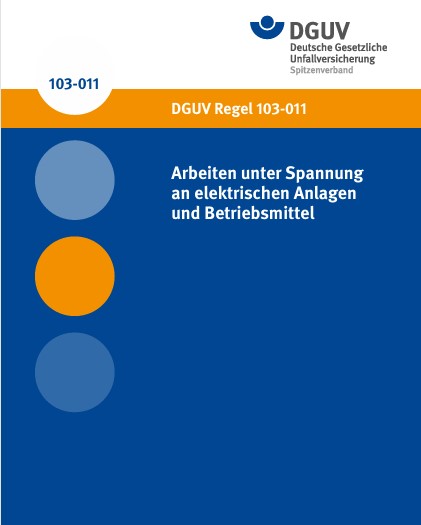 DGUV
Deutsche Gesetzliche
Unfallversicherung
Spitzenverband
103-011
DGUV Regel 103-011
Arbeiten unter Spannung
an elektrischen Anlagen
und Betriebsmittel